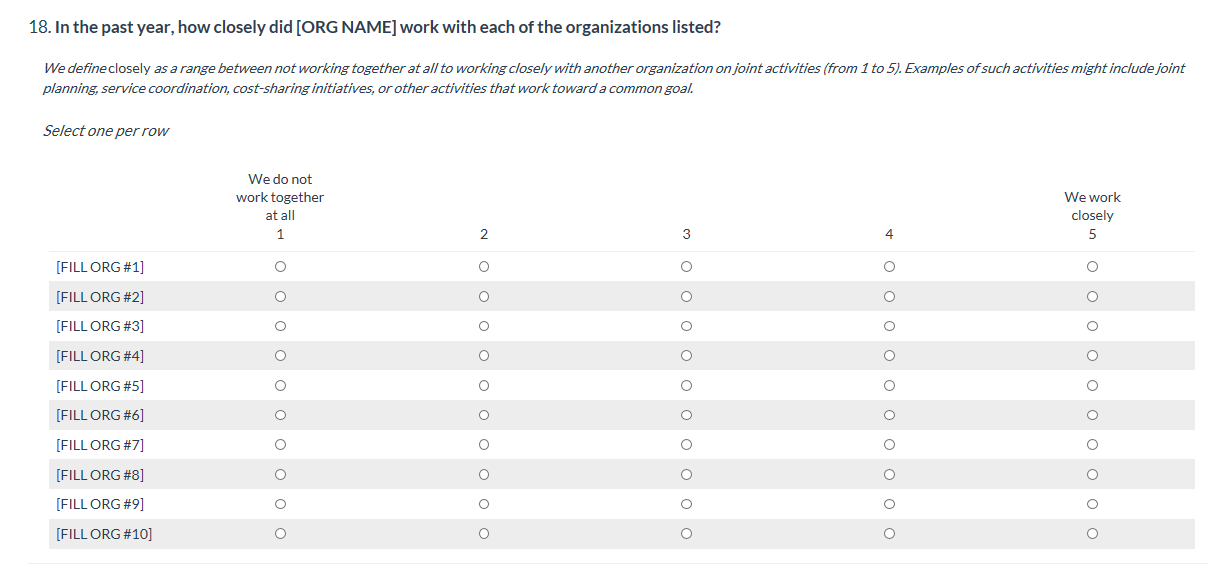 18. In the past year, how closely did [ORG NAME] work with each of the organizations listed?
We define closely as a range between not working together at all to working closely with another organization on joint activities (from 1 to 5). Examples of such activities might include joint
planning, service coordination, cost-sharing initiatives, or other activities that work toward a common goal.
Select one per row
We do not
work together
at all
1
2
3
4
We work
closely
5
[FILL ORG #1]
[FILL ORG #2]
[FILL ORG #3]
[FILL ORG #4]
[FILL ORG #5]
[FILL ORG #6]
[FILL ORG #7]
[FILL ORG #8]
[FILL ORG #9]
[FILL ORG #10]